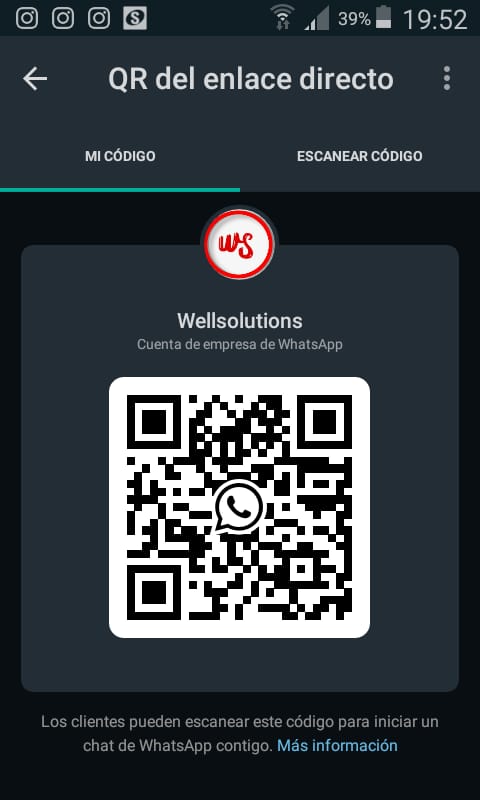 39% 19:52
QR del enlace directo
MI CÓDIGO ESCANEAR CÓDIGO
ws
Wellsolutions
Cuenta de empresa de WhatsApp
Los clientes pueden escanear este código para iniciar un
chat de WhatsApp contigo. Más información